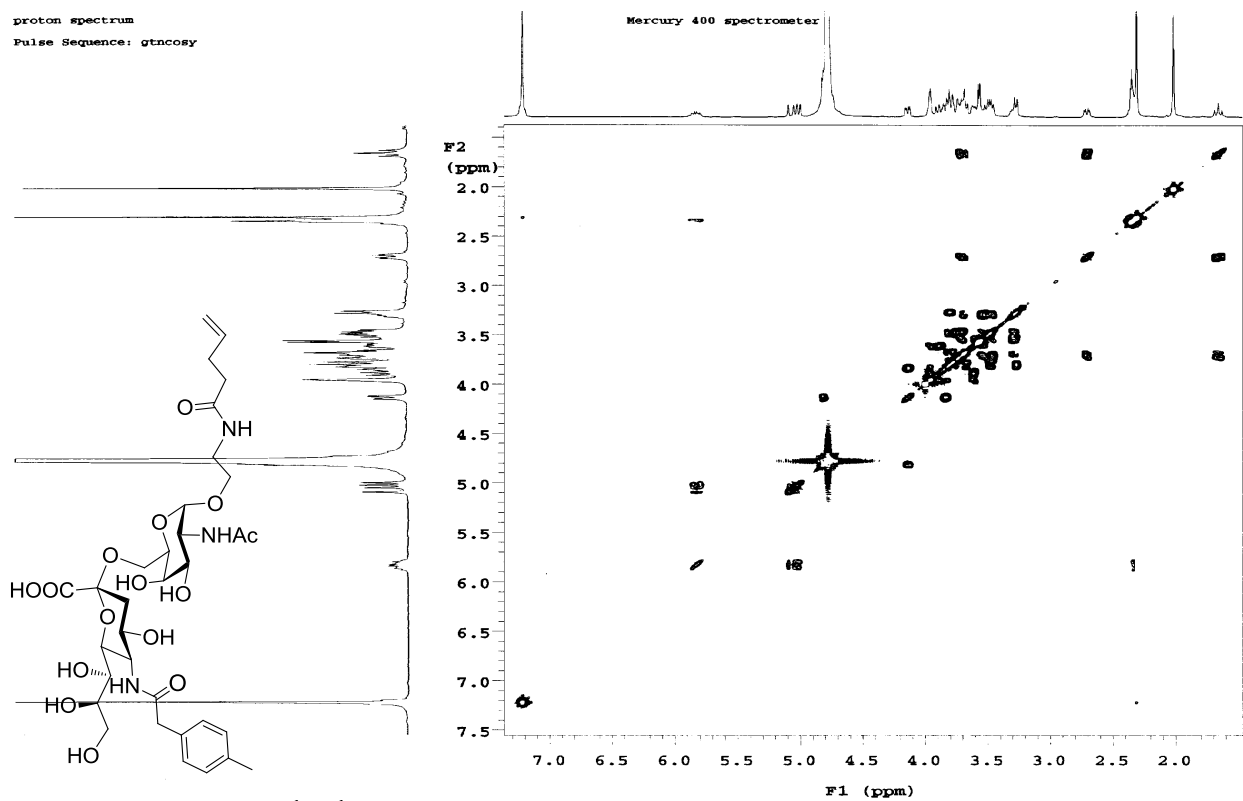 proton spectrum
Pulse Sequence: gtncosy
Mercury 400 spectrometer
F2
(ppm)
2.0
2.5
3.0
3.5
4.0
4.5
5.0
5.5
6.0
6.5
7.0
7.5
7.0 6.5 6.0 5.5 5.0 4.5 4.0 3.5 3.0 2.5 2.0
F1 (ppm)
O
NH
O
O
NHAc
O
HO
HO
HOOC
O
OH
HO
HN
O
HO
HO